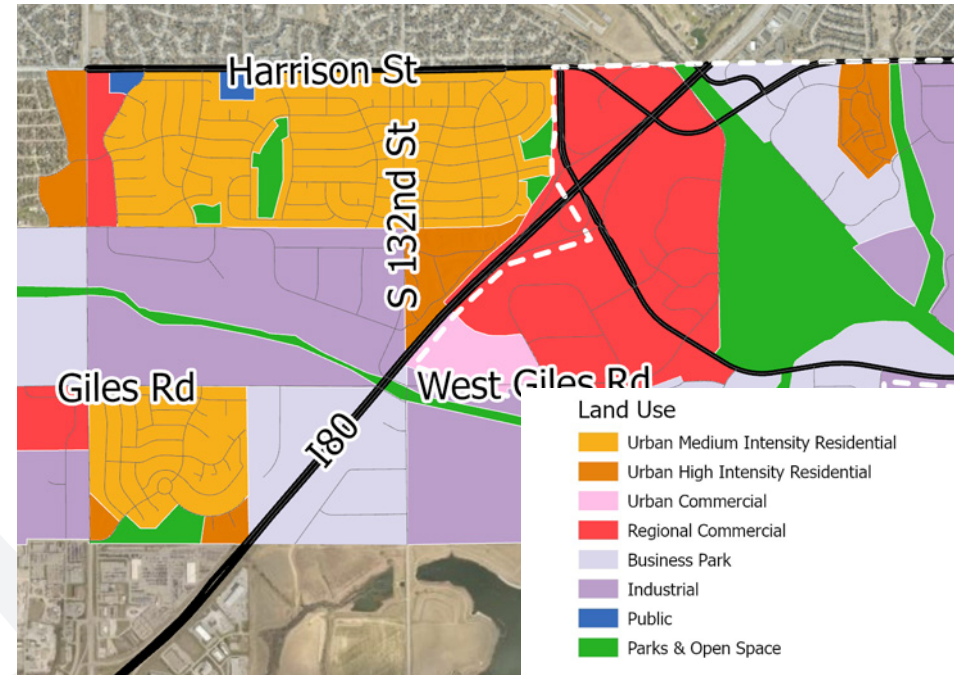 Harrison St
S 132nd St
Giles Rd
West Giles Rd
I80
Land Use
Urban Medium Intensity Residential
Urban High Intensity Residential
Urban Commercial
Regional Commercial
Business Park
Industrial
Public
Parks & Open Space